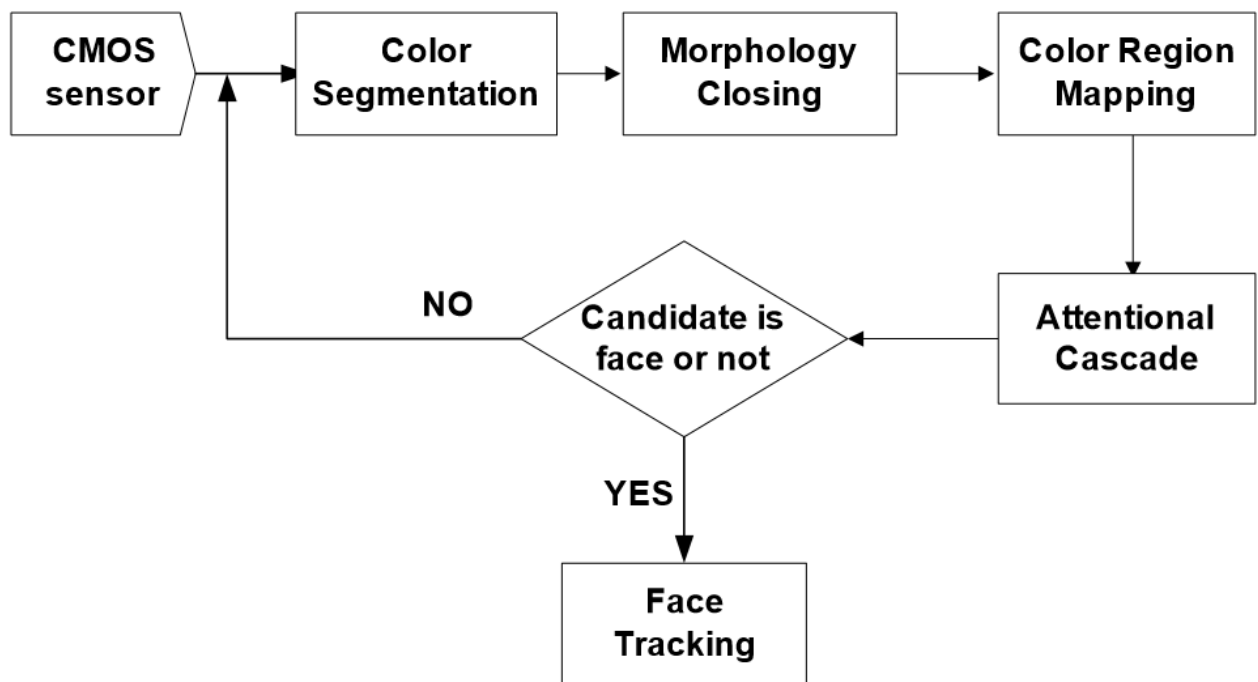 CMOS
sensor
Color
Segmentation
Morphology
Closing
Color Region
Mapping
Attentional
Cascade
Candidate is
face or not
NO
YES
Face
Tracking